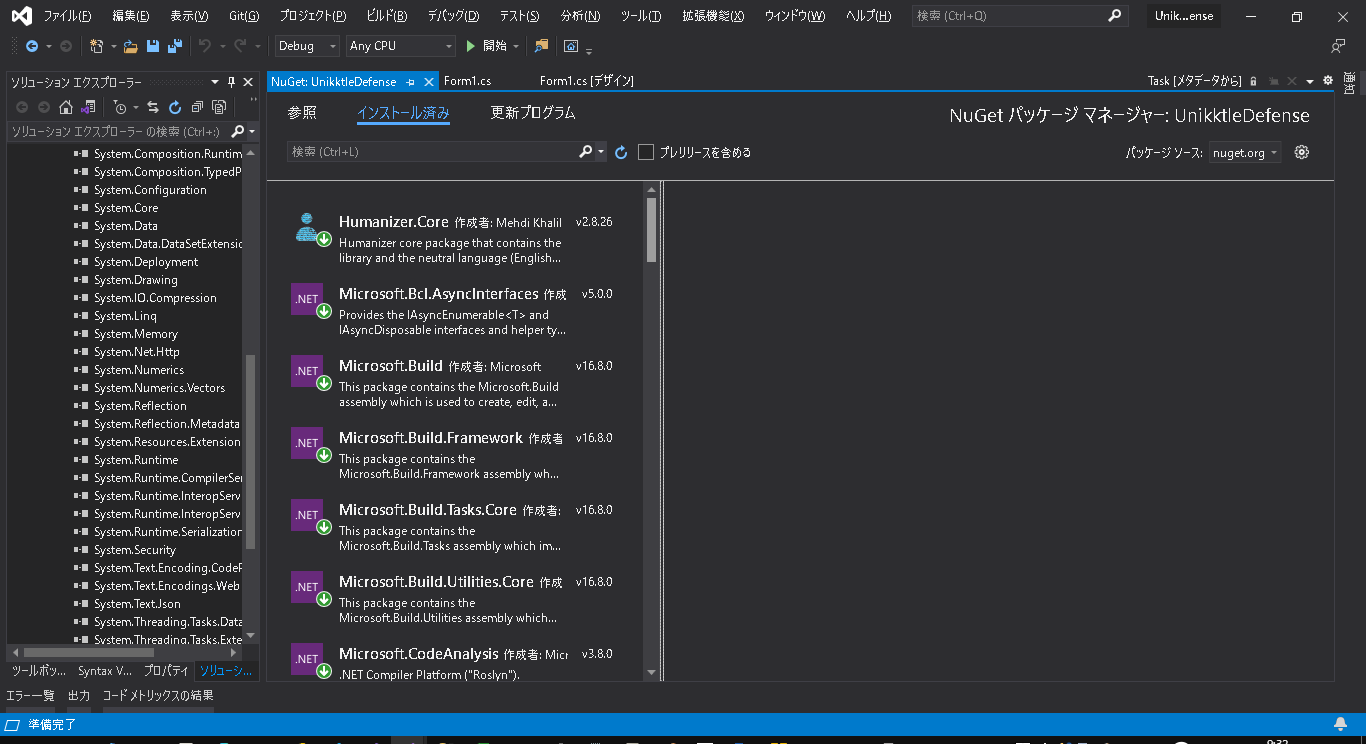 ファイル(F) 編集(E) 表示(V) Git(G) プロジェクト(P) ビルド(B) デバッグ(D) テスト(S) 分析(N) ツール(T) 拡張機能(X) ウィンドウ(W) ヘルプ(H) 検索 (Ctrl+Q) Unik...ense
Debug Any CPU 開始
ソリューション エクスプローラー
NuGet: UnikktleDefense Form1.cs Form1.cs [デザイン] Task [メタデータから]
通知
参照 インストール済み 更新プログラム NuGet パッケージ マネージャー: UnikktleDefense
ソリューション エクスプローラー の検索 (Ctrl+:)
検索 (Ctrl+L) プレリリースを含める パッケージ ソース: nuget.org
System.Composition.Runtim
System.Composition.TypedP
System.Configuration
System.Core
System.Data
System.Data.DataSetExtensic
System.Deployment
System.Drawing
System.IO.Compression
System.Linq
System.Memory
System.Net.Http
System.Numerics
System.Numerics.Vectors
System.Reflection
System.Reflection.Metadata
System.Resources.Extension
System.Runtime
System.Runtime.CompilerSer
System.Runtime.InteropServ
System.Runtime.InteropServ
System.Runtime.Serialization
System.Security
System.Text.Encoding.CodeP
System.Text.Encodings.Web
System.Text.Json
System.Threading.Tasks.Data
System.Threading.Tasks.Exte
Humanizer.Core 作成者: Mehdi Khalil v2.8.26
Humanizer core package that contains the
library and the neutral language (English...
.NET
Microsoft.Bcl.AsyncInterfaces 作成 v5.0.0
Provides the IAsyncEnumerable<T> and
IAsyncDisposable interfaces and helper ty...
.NET
Microsoft.Build 作成者: Microsoft v16.8.0
This package contains the Microsoft.Build
assembly which is used to create, edit, a...
.NET
Microsoft.Build.Framework 作成者 v16.8.0
This package contains the
Microsoft.Build.Framework assembly wh...
.NET
Microsoft.Build.Tasks.Core 作成者: v16.8.0
This package contains the
Microsoft.Build.Tasks assembly which im...
.NET
Microsoft.Build.Utilities.Core 作成 v16.8.0
This package contains the
Microsoft.Build.Utilities assembly which...
.NET
Microsoft.CodeAnalysis 作成者: Micr v3.8.0
.NET Compiler Platform ("Roslyn").
ツールボッ... Syntax V... プロパティ ソリューシ...
エラー一覧 出力 コード メトリックスの結果
準備完了